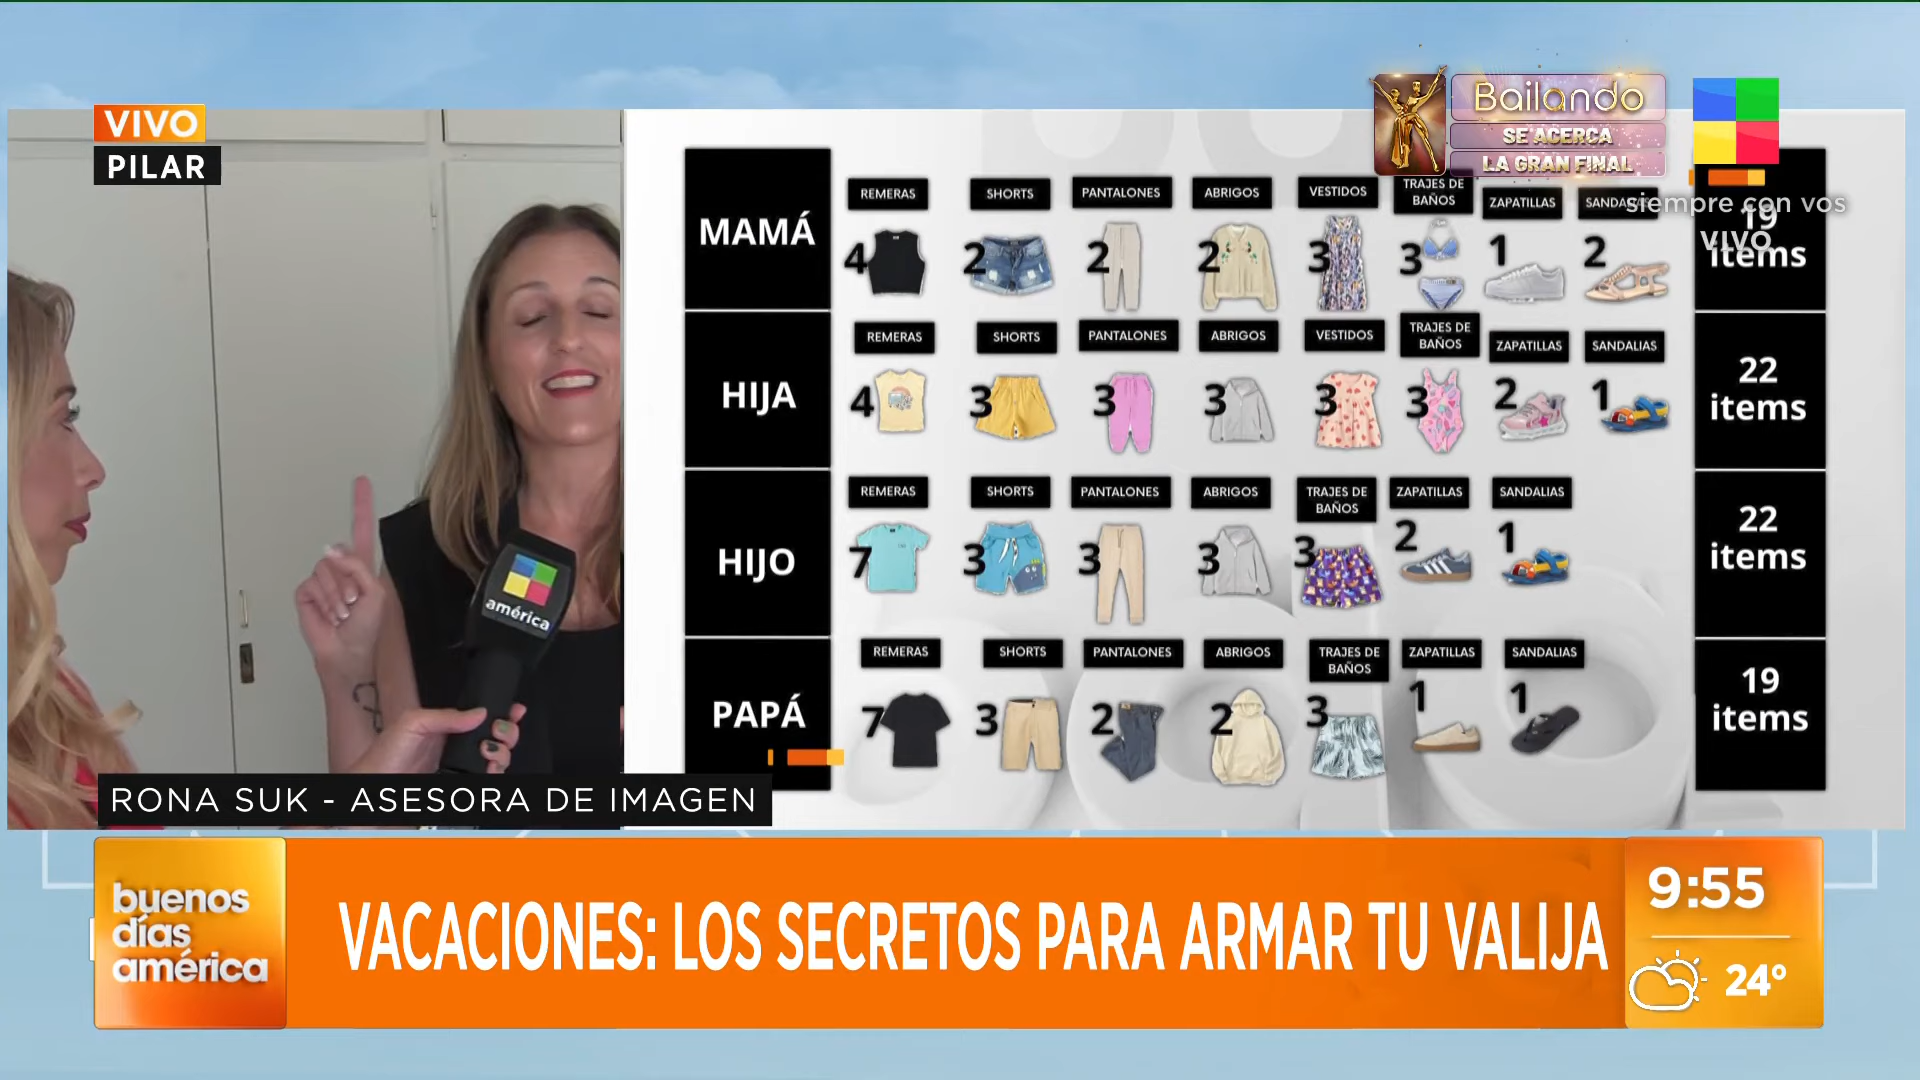 VIVO
PILAR
Bailando
SE ACERCA
LA GRAN FINAL
siempre con vos
VIVO
MAMÁ
REMERAS
SHORTS
PANTALONES
ABRIGOS
VESTIDOS
TRAJES DE
BAÑOS
ZAPATILLAS
SANDALIAS
4
2
2
2
3
3
1
2
19
items
HIJA
REMERAS
SHORTS
PANTALONES
ABRIGOS
VESTIDOS
TRAJES DE
BAÑOS
ZAPATILLAS
SANDALIAS
4
3
3
3
3
3
2
1
22
items
HIJO
REMERAS
SHORTS
PANTALONES
ABRIGOS
TRAJES DE
BAÑOS
ZAPATILLAS
SANDALIAS
7
3
3
3
3
2
1
22
items
PAPÁ
REMERAS
SHORTS
PANTALONES
ABRIGOS
TRAJES DE
BAÑOS
ZAPATILLAS
SANDALIAS
7
3
2
2
3
1
1
19
items
américa
RONA SUK - ASESORA DE IMAGEN
buenos
días
américa
VACACIONES: LOS SECRETOS PARA ARMAR TU VALIJA
9:55
24°